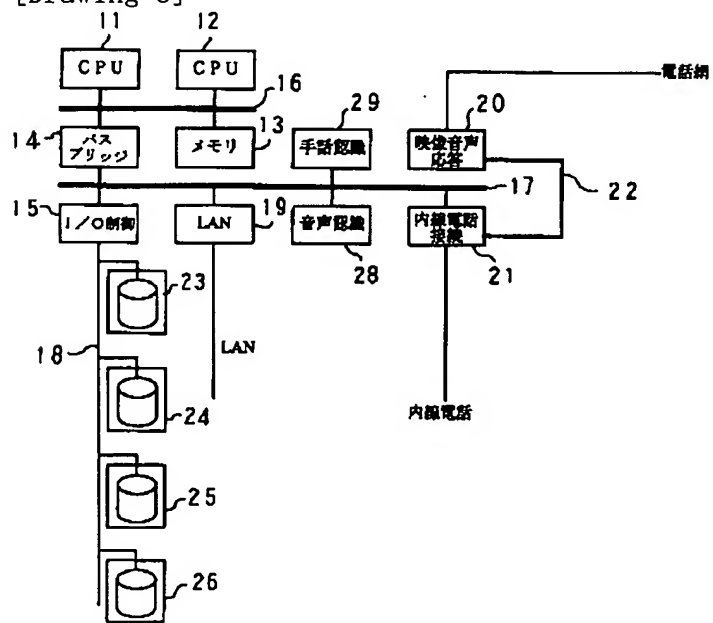 11
12
CPU
CPU
16
29
20
電話網
14
バス
ブリッジ
メモリ
13
手話認識
映像音声
応答
22
17
15
I/O制御
LAN
19
音声認識
28
内線電話
接続
21
23
18
LAN
24
内線電話
25
26